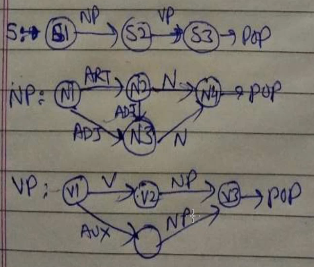 NP VP
S: S1 S2 S3 POP
ART N
NP: N1 N2 N4 POP
ADJ
ADJ N3 N
V NP
VP: V1 V2 V3 POP
AUX NP